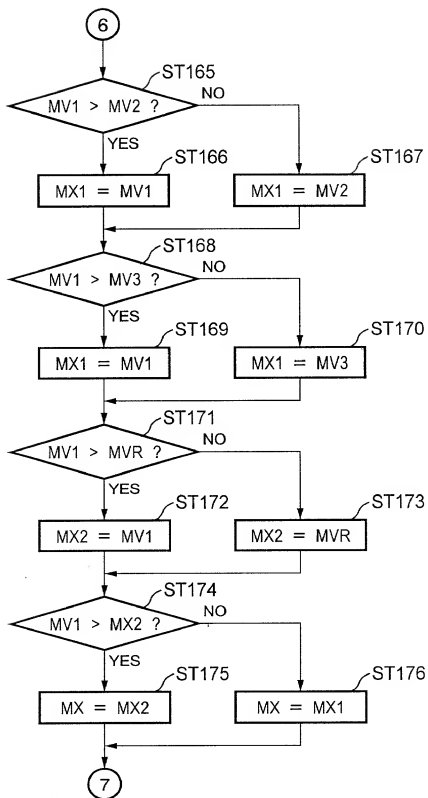 6
ST165
MV1 > MV2 ?
NO
YES
ST166
ST167
MX1 = MV1
MX1 = MV2
ST168
MV1 > MV3 ?
NO
YES
ST169
ST170
MX1 = MV1
MX1 = MV3
ST171
MV1 > MVR ?
NO
YES
ST172
ST173
MX2 = MV1
MX2 = MVR
ST174
MV1 > MX2 ?
NO
YES
ST175
ST176
MX = MX2
MX = MX1
7